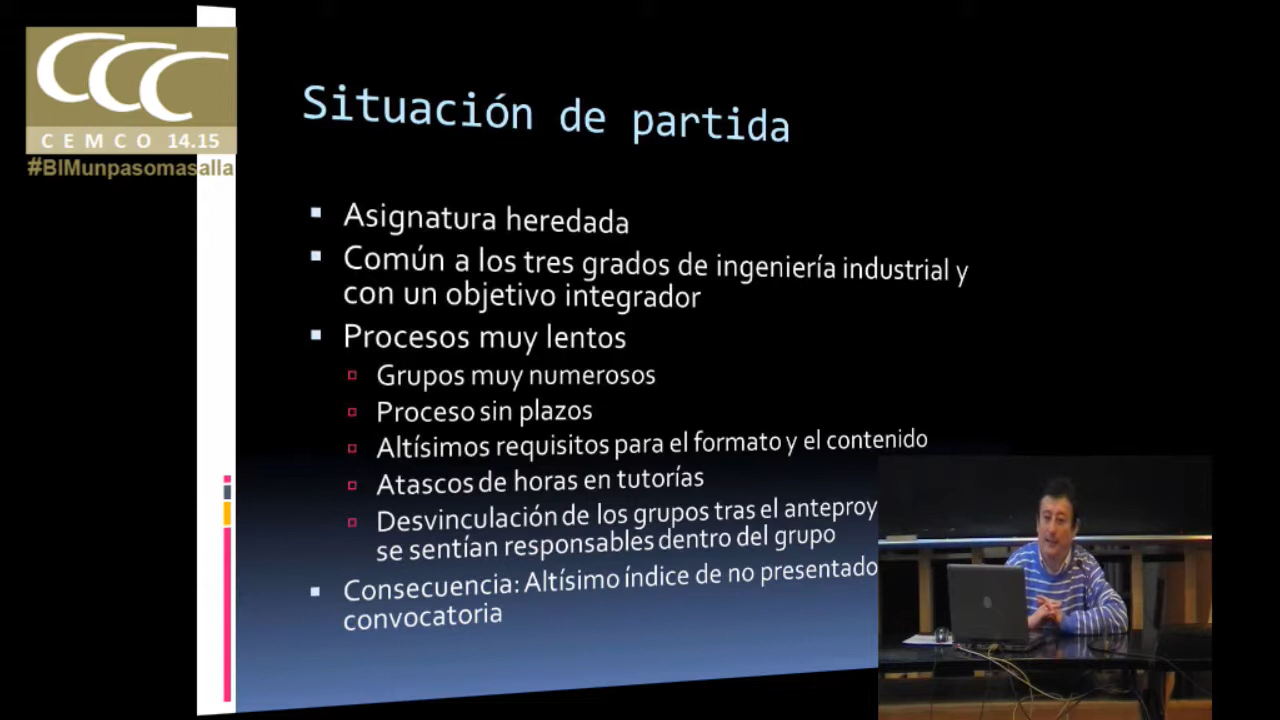 CCC
CEMCO 14.15
#BIMunpasomasalla
Situación de partida
Asignatura heredada
Común a los tres grados de ingeniería industrial y
con un objetivo integrador
Procesos muy lentos
Grupos muy numerosos
Proceso sin plazos
Altísimos requisitos para el formato y el contenido
Atascos de horas en tutorías
Desvinculación de los grupos tras el anteproy
se sentían responsables dentro del grupo
Consecuencia: Altísimo índice de no presentado
convocatoria